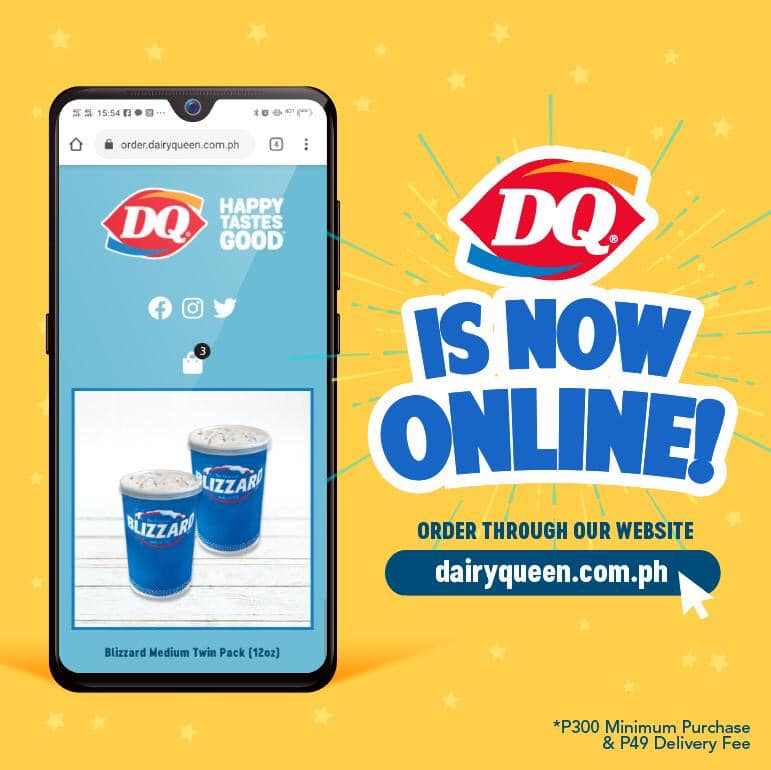 15:54
order.dairyqueen.com.ph
4
DQ®
HAPPY
TASTES
GOOD
3
BLIZZARD
BLIZZARD
Blizzard Medium Twin Pack (12oz)
DQ®
IS NOW
ONLINE!
ORDER THROUGH OUR WEBSITE
dairyqueen.com.ph
*P300 Minimum Purchase
& P49 Delivery Fee